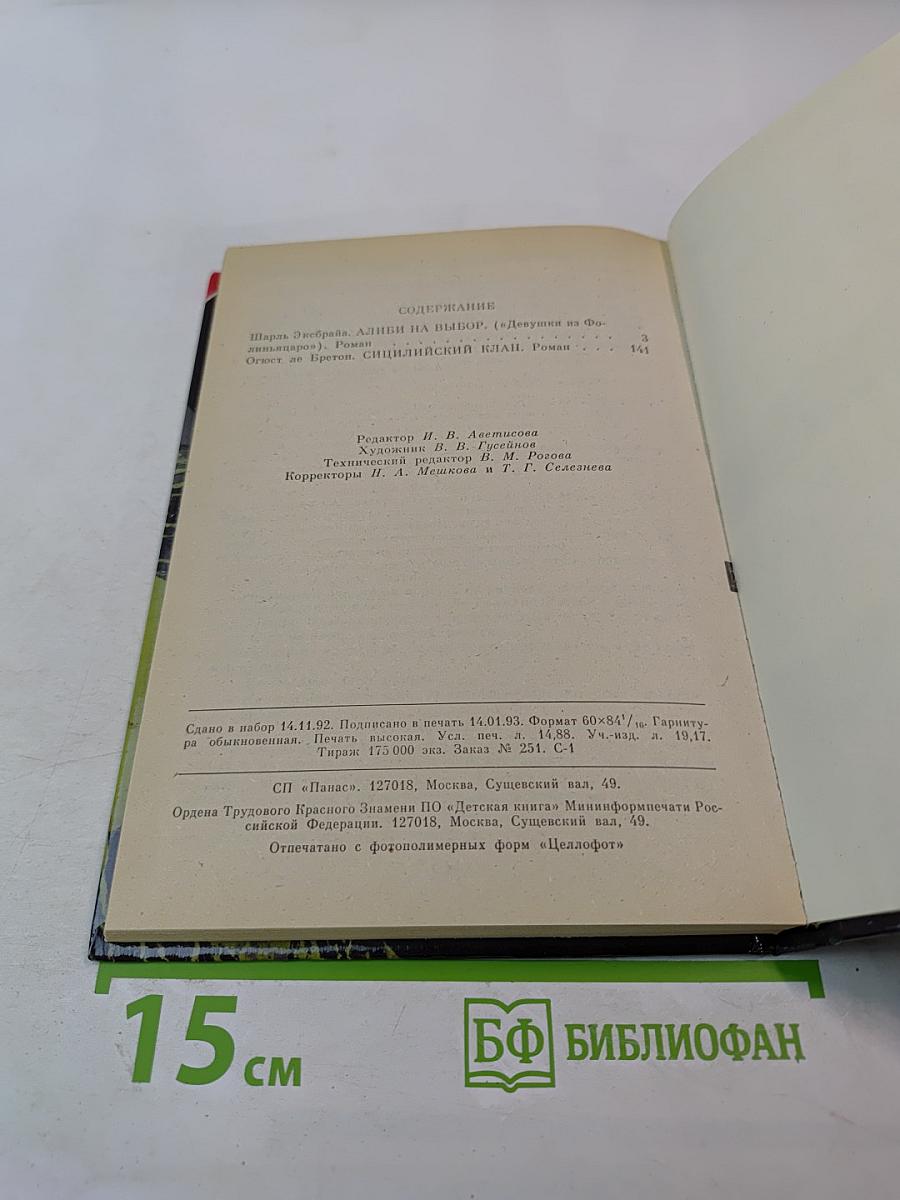 СОДЕРЖАНИЕ
Шарль Эксбрайа. АЛИБИ НА ВЫБОР. («Девушки из Фо-
линьяцаро»). Роман . . . . . . . . . . . . . . . . 3
Огюст ле Бретон. СИЦИЛИЙСКИЙ КЛАН. Роман . . . 141
Редактор И. В. Аветисова
Художник В. В. Гусейнов
Технический редактор В. М. Рогова
Корректоры Н. А. Мешкова и Т. Г. Селезнева
Сдано в набор 14.11.92. Подписано в печать 14.01.93. Формат 60×84¹/₁₆. Гарниту-
ра обыкновенная. Печать высокая. Усл. печ. л. 14,88. Уч.-изд. л. 19,17.
Тираж 175 000 экз. Заказ № 251. С-1
СП «Панас». 127018, Москва, Сущевский вал, 49.
Ордена Трудового Красного Знамени ПО «Детская книга» Мининформпечати Рос-
сийской Федерации. 127018, Москва, Сущевский вал, 49.
Отпечатано с фотополимерных форм «Целлофот»
15 см
БФ БИБЛИОФАН